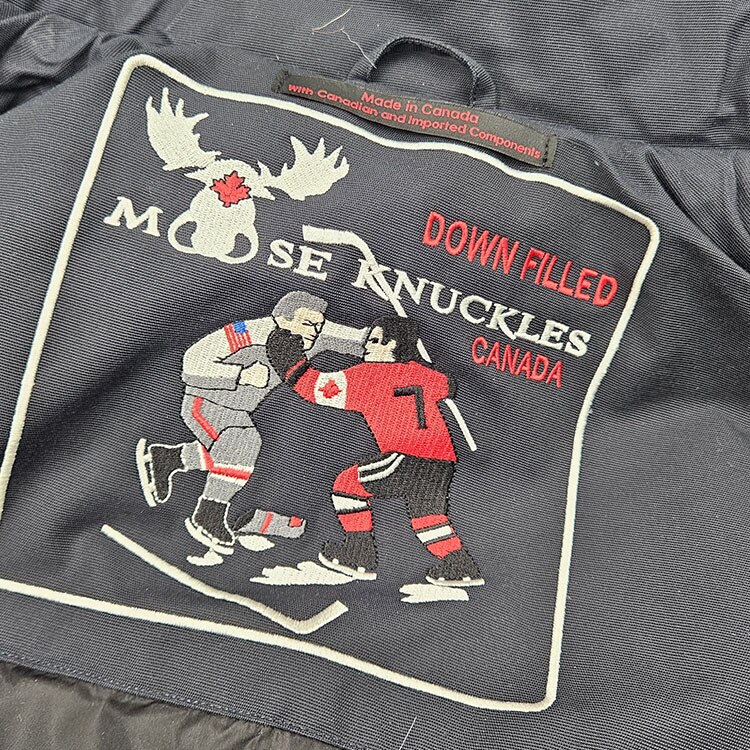 Made in Canada
with Canadian and Imported Components
MOOSE KNUCKLES
DOWN FILLED
CANADA
7